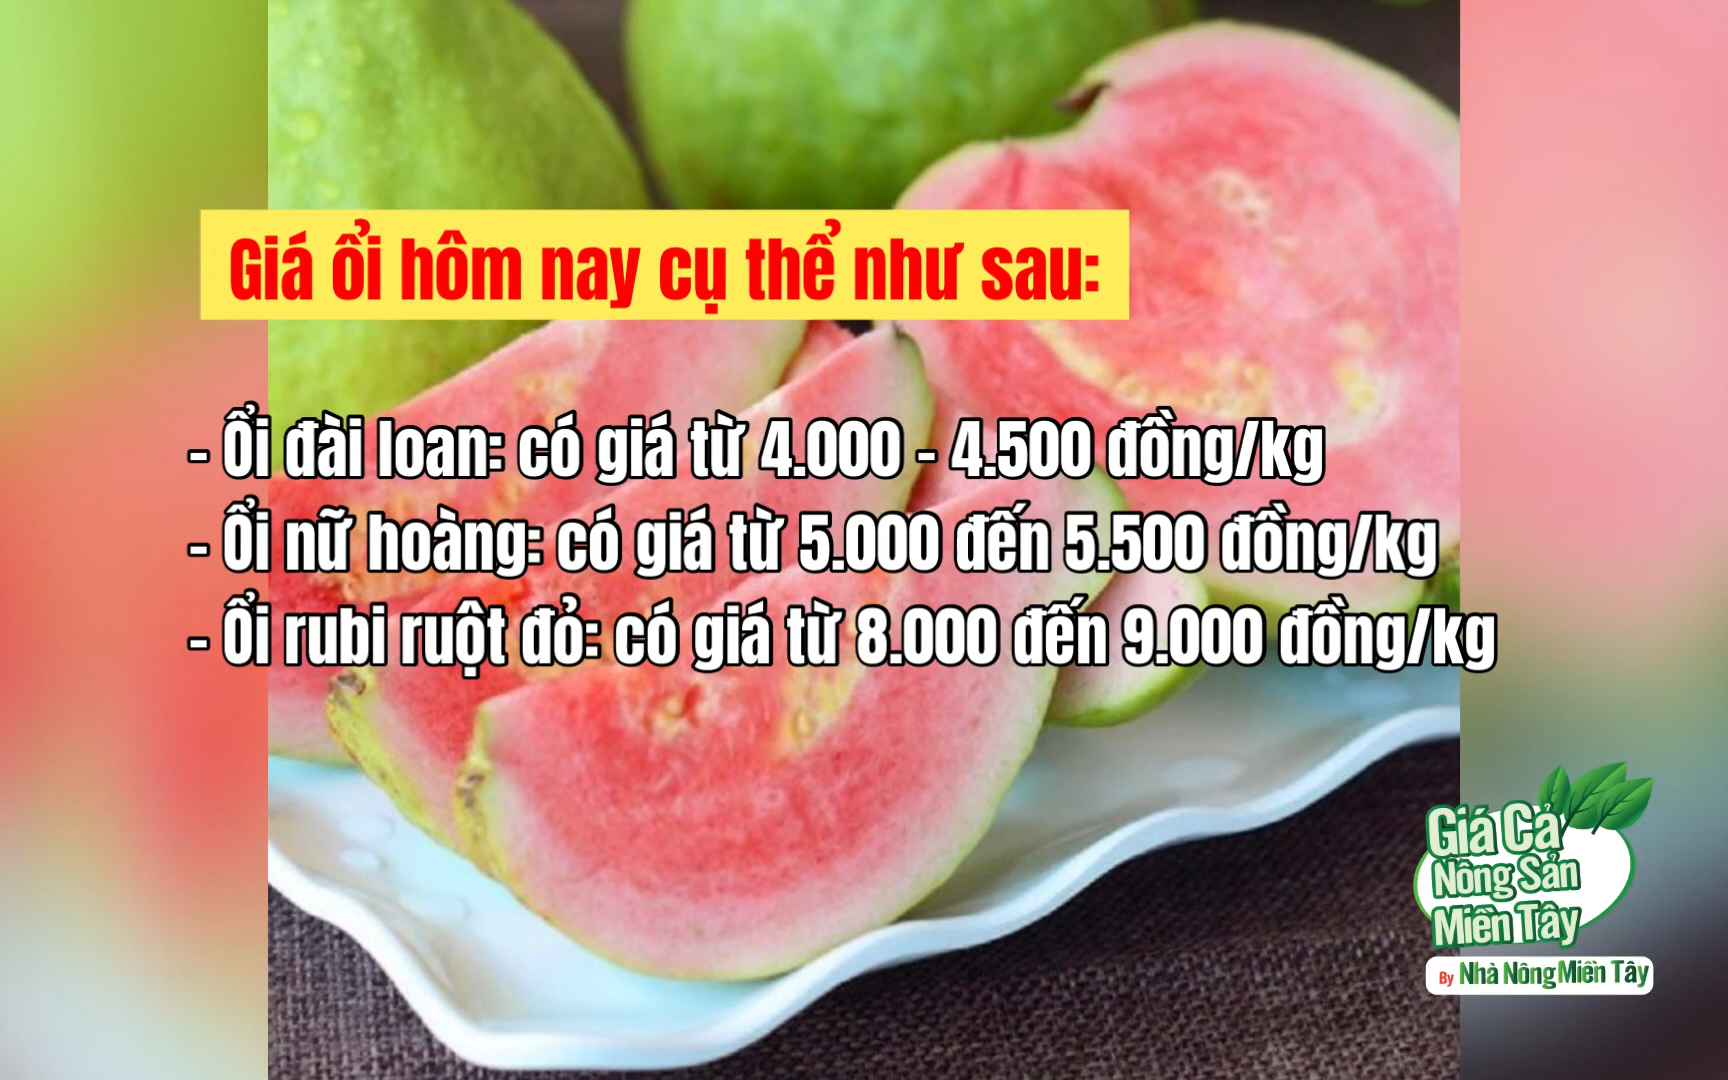 Giá ổi hôm nay cụ thể như sau:
- Ổi đài loan: có giá từ 4.000 - 4.500 đồng/kg
- Ổi nữ hoàng: có giá từ 5.000 đến 5.500 đồng/kg
- Ổi rubi ruột đỏ: có giá từ 8.000 đến 9.000 đồng/kg
Giá Cả
Nông Sản
Miền Tây
By Nhà Nông Miền Tây